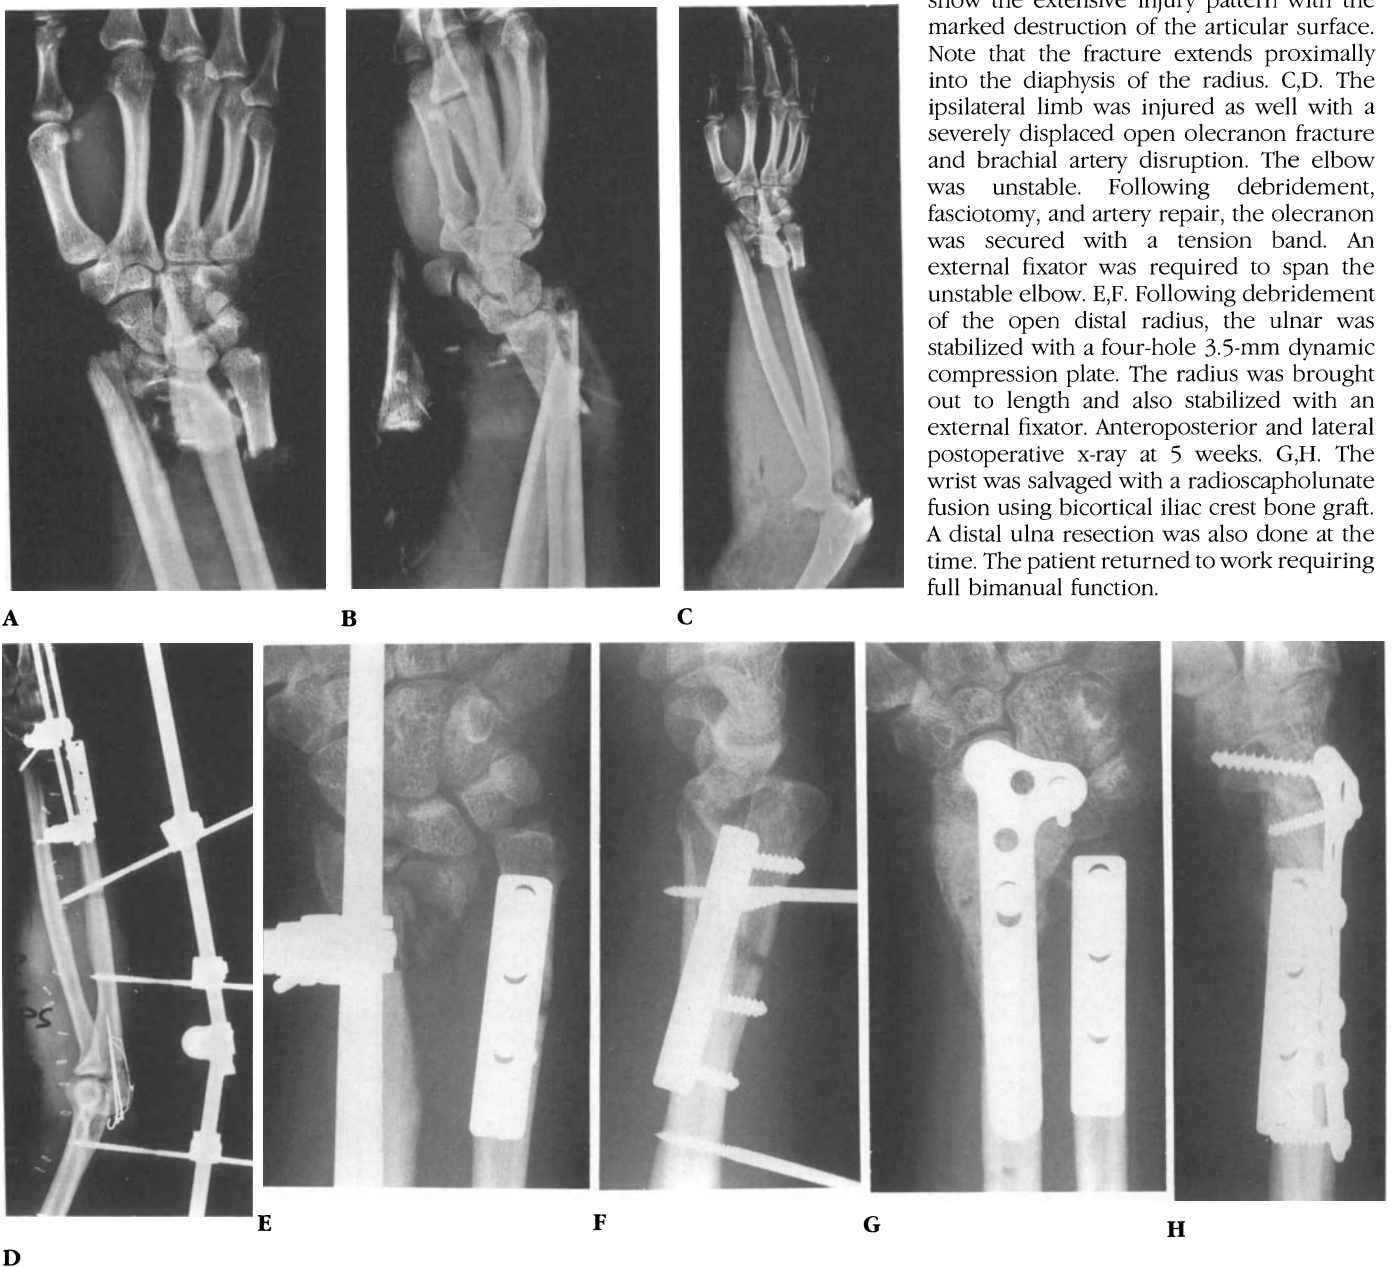 show the extensive injury pattern with the
marked destruction of the articular surface.
Note that the fracture extends proximally
into the diaphysis of the radius. C,D. The
ipsilateral limb was injured as well with a
severely displaced open olecranon fracture
and brachial artery disruption. The elbow
was unstable. Following debridement,
fasciotomy, and artery repair, the olecranon
was secured with a tension band. An
external fixator was required to span the
unstable elbow. E,F. Following debridement
of the open distal radius, the ulnar was
stabilized with a four-hole 3.5-mm dynamic
compression plate. The radius was brought
out to length and also stabilized with an
external fixator. Anteroposterior and lateral
postoperative x-ray at 5 weeks. G,H. The
wrist was salvaged with a radioscapholunate
fusion using bicortical iliac crest bone graft.
A distal ulna resection was also done at the
time. The patient returned to work requiring
full bimanual function.
A
B
C
D
E
F
G
H